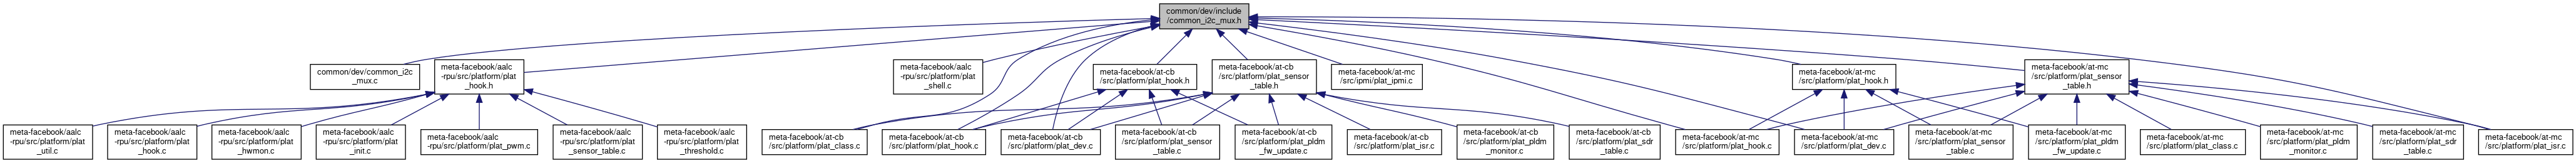 common/dev/include
/common_i2c_mux.h
common/dev/common_i2c
_mux.c
meta-facebook/aalc
-rpu/src/platform/plat
_hook.h
meta-facebook/aalc
-rpu/src/platform/plat
_shell.c
meta-facebook/at-cb
/src/platform/plat_hook.h
meta-facebook/at-cb
/src/platform/plat_sensor
_table.h
meta-facebook/at-mc
/src/ipmi/plat_ipmi.c
meta-facebook/at-mc
/src/platform/plat_hook.h
meta-facebook/at-mc
/src/platform/plat_sensor
_table.h
meta-facebook/aalc
-rpu/src/platform/plat
_util.c
meta-facebook/aalc
-rpu/src/platform/plat
_hook.c
meta-facebook/aalc
-rpu/src/platform/plat
_hwmon.c
meta-facebook/aalc
-rpu/src/platform/plat
_init.c
meta-facebook/aalc
-rpu/src/platform/plat_pwm.c
meta-facebook/aalc
-rpu/src/platform/plat
_sensor_table.c
meta-facebook/aalc
-rpu/src/platform/plat
_threshold.c
meta-facebook/at-cb
/src/platform/plat_class.c
meta-facebook/at-cb
/src/platform/plat_hook.c
meta-facebook/at-cb
/src/platform/plat_dev.c
meta-facebook/at-cb
/src/platform/plat_sensor
_table.c
meta-facebook/at-cb
/src/platform/plat_pldm
_fw_update.c
meta-facebook/at-cb
/src/platform/plat_isr.c
meta-facebook/at-cb
/src/platform/plat_pldm
_monitor.c
meta-facebook/at-cb
/src/platform/plat_sdr
_table.c
meta-facebook/at-mc
/src/platform/plat_hook.c
meta-facebook/at-mc
/src/platform/plat_dev.c
meta-facebook/at-mc
/src/platform/plat_sensor
_table.c
meta-facebook/at-mc
/src/platform/plat_pldm
_fw_update.c
meta-facebook/at-mc
/src/platform/plat_class.c
meta-facebook/at-mc
/src/platform/plat_pldm
_monitor.c
meta-facebook/at-mc
/src/platform/plat_sdr
_table.c
meta-facebook/at-mc
/src/platform/plat_isr.c